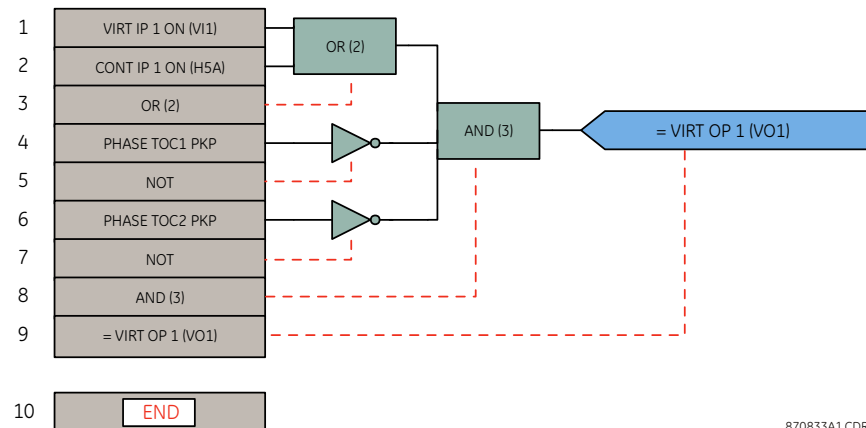 1 VIRT IP 1 ON (VI1)
OR (2)
2 CONT IP 1 ON (H5A)
3 OR (2)
4 PHASE TOC1 PKP
AND (3)
= VIRT OP 1 (VO1)
5 NOT
6 PHASE TOC2 PKP
7 NOT
8 AND (3)
9 = VIRT OP 1 (VO1)
10 END
870833A1.CDR